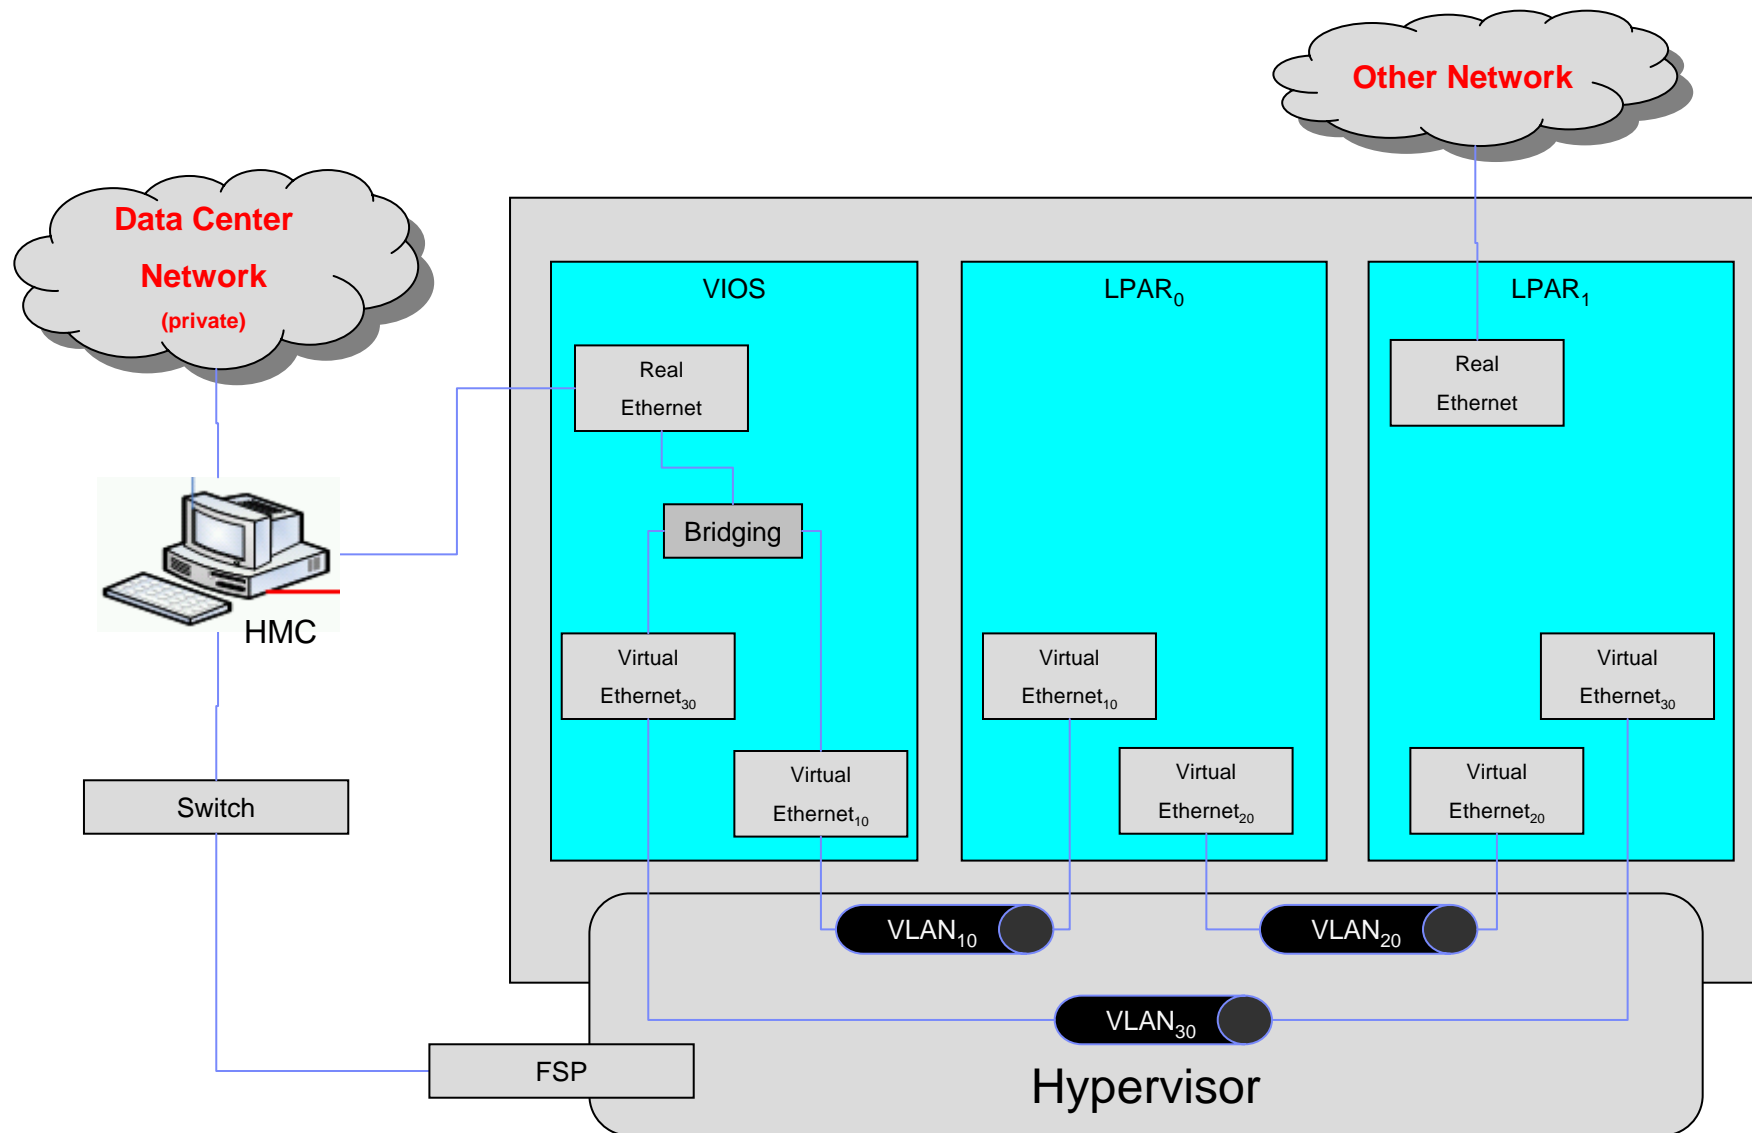 Other Network
Data Center
Network
(private)
VIOS
LPAR0
LPAR1
Real
Ethernet
Real
Ethernet
Bridging
HMC
Virtual
Ethernet30
Virtual
Ethernet10
Virtual
Ethernet30
Virtual
Ethernet10
Virtual
Ethernet20
Virtual
Ethernet20
Switch
VLAN10
VLAN20
VLAN30
FSP
Hypervisor